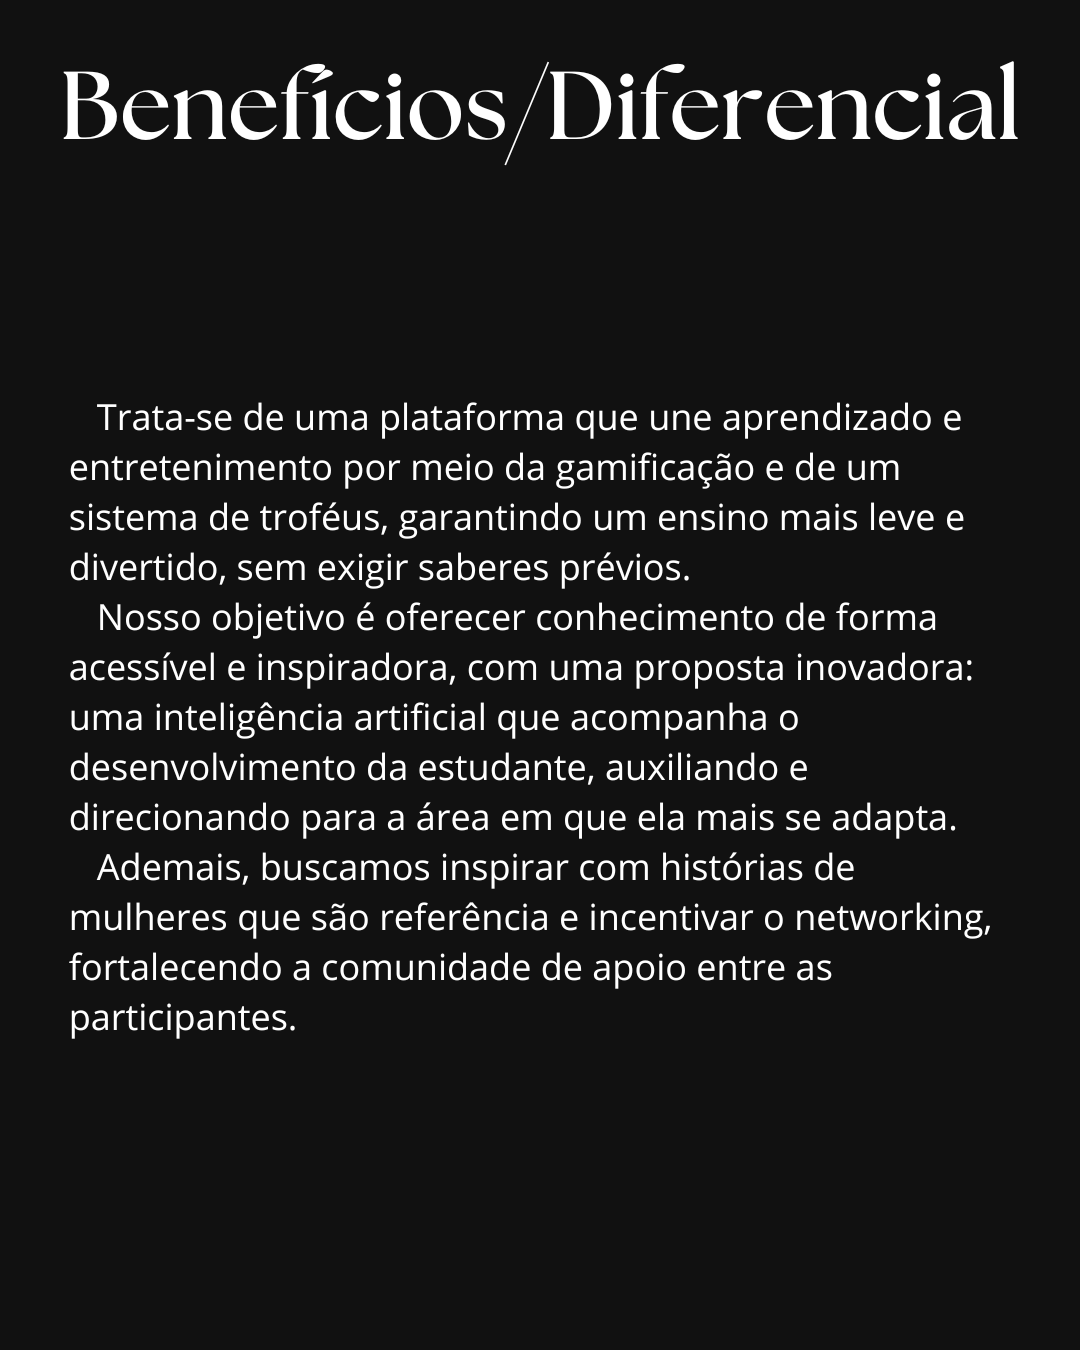 Benefícios/Diferencial
Trata-se de uma plataforma que une aprendizado e
entretenimento por meio da gamificação e de um
sistema de troféus, garantindo um ensino mais leve e
divertido, sem exigir saberes prévios.
Nosso objetivo é oferecer conhecimento de forma
acessível e inspiradora, com uma proposta inovadora:
uma inteligência artificial que acompanha o
desenvolvimento da estudante, auxiliando e
direcionando para a área em que ela mais se adapta.
Ademais, buscamos inspirar com histórias de
mulheres que são referência e incentivar o networking,
fortalecendo a comunidade de apoio entre as
participantes.